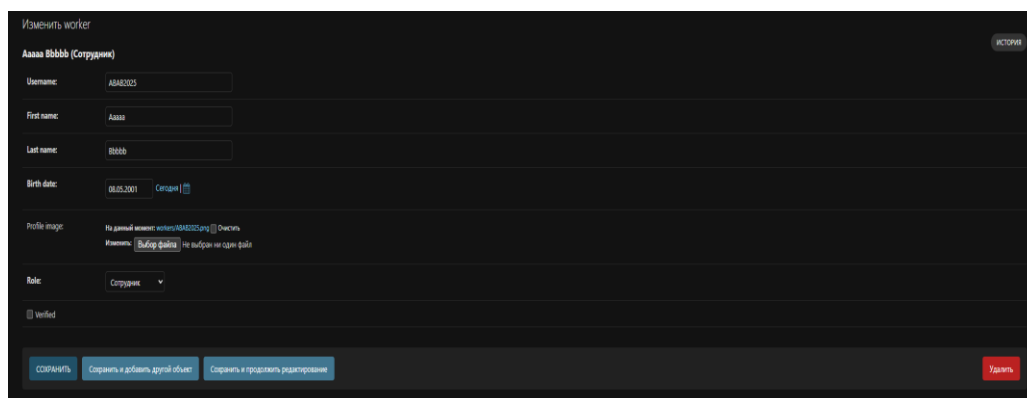 Изменить worker
ИСТОРИЯ
Aaaaa Bbbbb (Сотрудник)
Username: ABAB2025
First name: Aaaaa
Last name: Bbbbb
Birth date: 08.05.2001 Сегодня |
Profile image: На данный момент: workers/ABAB2025.png Очистить
Изменить: Выбор файла Не выбран ни один файл
Role: Сотрудник
Verified
СОХРАНИТЬ Сохранить и добавить другой объект Сохранить и продолжить редактирование Удалить